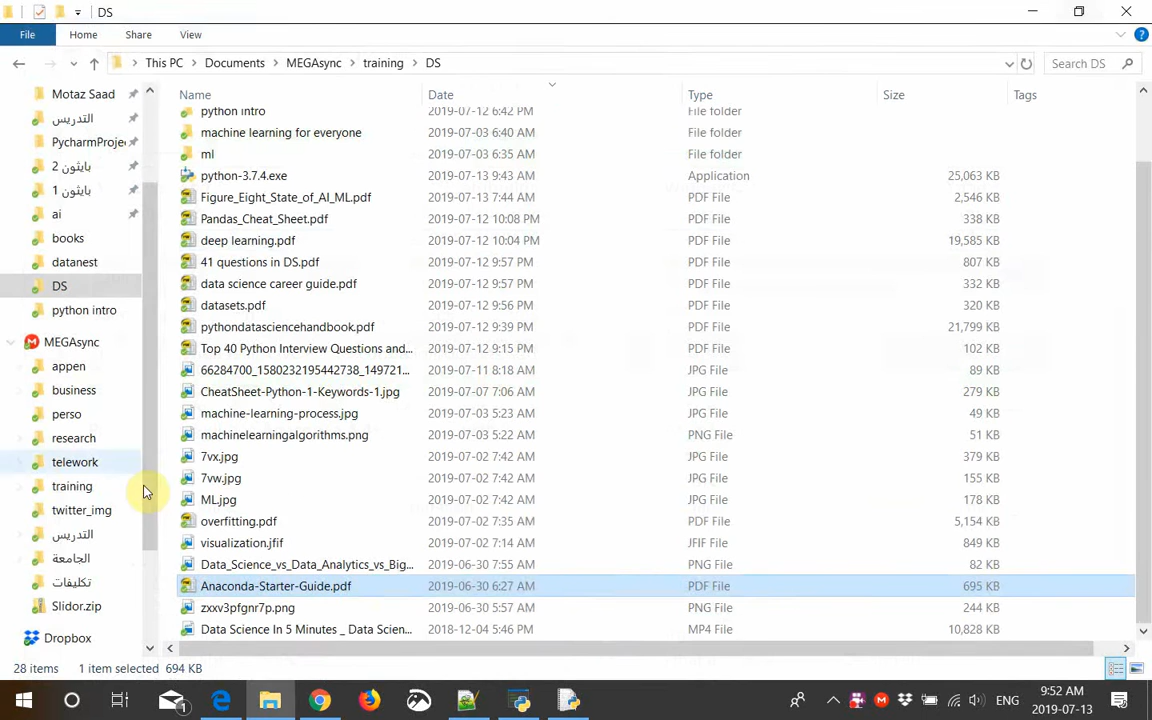 DS
File Home Share View
This PC Documents MEGAsync training DS Search DS
Name Date Type Size Tags
Motaz Saad
التدريس
PycharmProje
بايثون 2
بايثون 1
ai
books
datanest
DS
python intro
MEGAsync
appen
business
perso
research
telework
training
twitter_img
التدريس
الجامعة
تكليفات
Slidor.zip
Dropbox
python intro 2019-07-12 6:42 PM File folder
machine learning for everyone 2019-07-03 6:40 AM File folder
ml 2019-07-03 6:35 AM File folder
python-3.7.4.exe 2019-07-13 9:43 AM Application 25,063 KB
Figure_Eight_State_of_AI_ML.pdf 2019-07-13 7:44 AM PDF File 2,546 KB
Pandas_Cheat_Sheet.pdf 2019-07-12 10:08 PM PDF File 338 KB
deep learning.pdf 2019-07-12 10:04 PM PDF File 19,585 KB
41 questions in DS.pdf 2019-07-12 9:57 PM PDF File 807 KB
data science career guide.pdf 2019-07-12 9:57 PM PDF File 332 KB
datasets.pdf 2019-07-12 9:56 PM PDF File 320 KB
pythondatasciencehandbook.pdf 2019-07-12 9:39 PM PDF File 21,799 KB
Top 40 Python Interview Questions and... 2019-07-12 9:15 PM PDF File 102 KB
66284700_1580232195442738_149721... 2019-07-11 8:18 AM JPG File 89 KB
CheatSheet-Python-1-Keywords-1.jpg 2019-07-07 7:06 AM JPG File 279 KB
machine-learning-process.jpg 2019-07-03 5:23 AM JPG File 49 KB
machinelearningalgorithms.png 2019-07-03 5:22 AM PNG File 51 KB
7vx.jpg 2019-07-02 7:42 AM JPG File 379 KB
7vw.jpg 2019-07-02 7:42 AM JPG File 155 KB
ML.jpg 2019-07-02 7:42 AM JPG File 178 KB
overfitting.pdf 2019-07-02 7:35 AM PDF File 5,154 KB
visualization.jfif 2019-07-02 7:14 AM JFIF File 849 KB
Data_Science_vs_Data_Analytics_vs_Big... 2019-06-30 7:55 AM PNG File 82 KB
Anaconda-Starter-Guide.pdf 2019-06-30 6:27 AM PDF File 695 KB
zxxv3pfgnr7p.png 2019-06-30 5:57 AM PNG File 244 KB
Data Science In 5 Minutes _ Data Scien... 2018-12-04 5:46 PM MP4 File 10,828 KB
28 items 1 item selected 694 KB
1 ENG 9:52 AM
2019-07-13